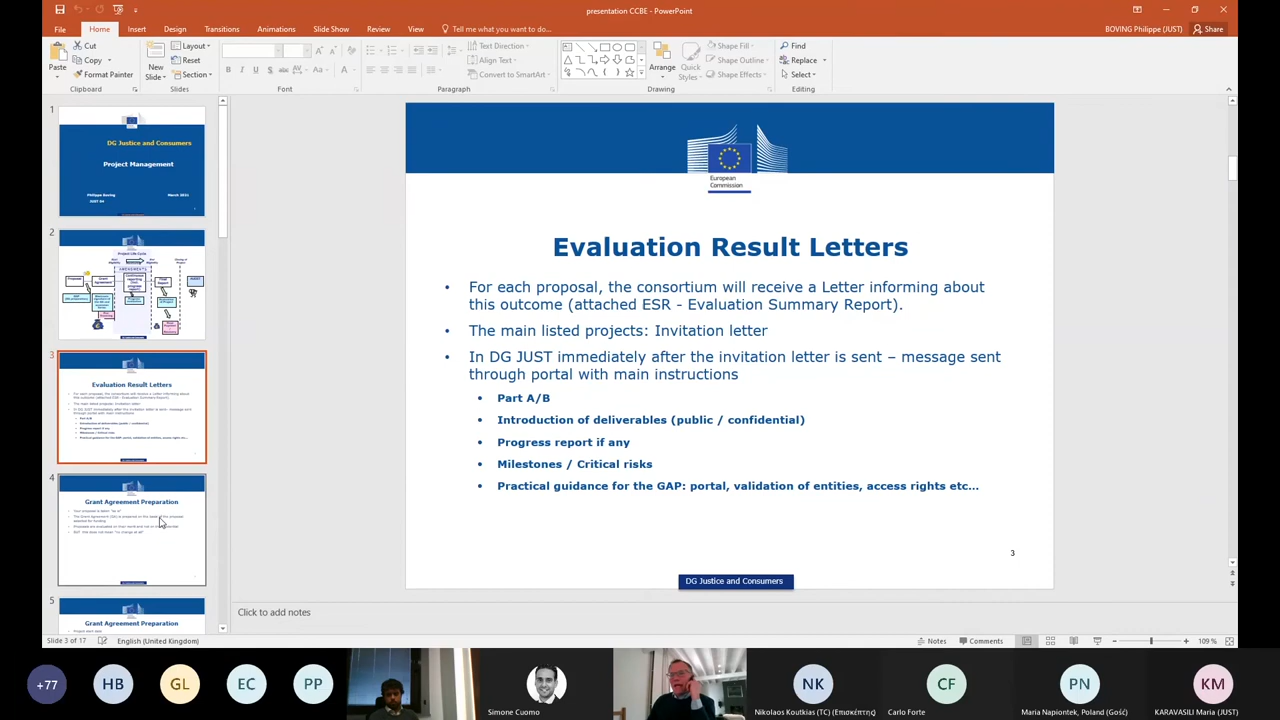 presentation CCBE - PowerPoint
File
Home
Insert
Design
Transitions
Animations
Slide Show
Review
View
Tell me what you want to do...
BOVING Philippe (JUST)
Share
Paste
Cut
Copy
Format Painter
Clipboard
New
Slide
Layout
Reset
Section
Slides
Font
Text Direction
Align Text
Convert to SmartArt
Paragraph
Arrange
Quick
Styles
Shape Fill
Shape Outline
Shape Effects
Drawing
Find
Replace
Select
Editing
1
DG Justice and Consumers
Project Management
2
3
Evaluation Result Letters
4
Grant Agreement Preparation
5
Grant Agreement Preparation
European
Commission
Evaluation Result Letters
• For each proposal, the consortium will receive a Letter informing about
this outcome (attached ESR - Evaluation Summary Report).
• The main listed projects: Invitation letter
• In DG JUST immediately after the invitation letter is sent – message sent
through portal with main instructions
• Part A/B
• Introduction of deliverables (public / confidential)
• Progress report if any
• Milestones / Critical risks
• Practical guidance for the GAP: portal, validation of entities, access rights etc...
3
DG Justice and Consumers
Click to add notes
Slide 3 of 17
English (United Kingdom)
Notes
Comments
109 %
+77
HB
GL
EC
PP
Simone Cuomo
NK
Nikolaos Koutkias (TC) (Επισκέπτης)
CF
Carlo Forte
PN
Maria Napiontek, Poland (Gość)
KM
KARAVASILI Maria (JUST)